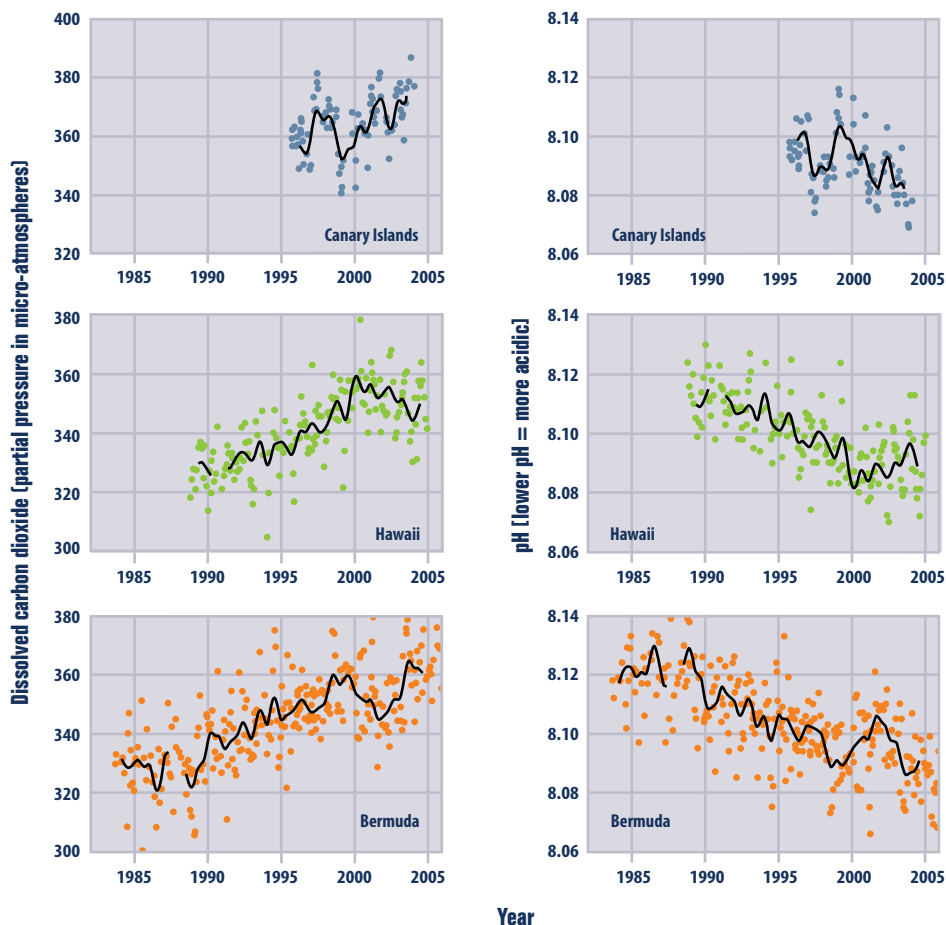 Dissolved carbon dioxide (partial pressure in micro-atmospheres)
400
380
360
340
320
Canary Islands
1985 1990 1995 2000 2005
380
360
340
320
300
Hawaii
1985 1990 1995 2000 2005
380
360
340
320
300
Bermuda
1985 1990 1995 2000 2005
pH [lower pH = more acidic]
8.14
8.12
8.10
8.08
8.06
Canary Islands
1985 1990 1995 2000 2005
8.14
8.12
8.10
8.08
8.06
Hawaii
1985 1990 1995 2000 2005
8.14
8.12
8.10
8.08
8.06
Bermuda
1985 1990 1995 2000 2005
Year